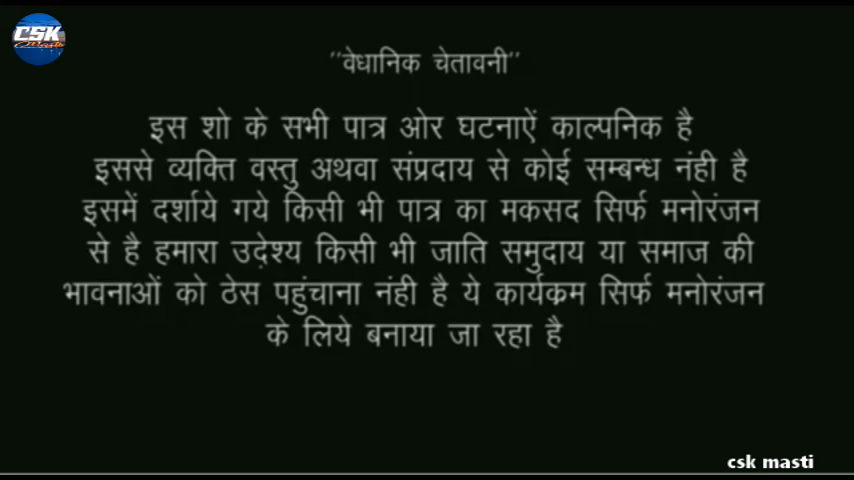 CSK
Masti
"वेधानिक चेतावनी"
इस शो के सभी पात्र ओर घटनाऐं काल्पनिक है
इससे व्यक्ति वस्तु अथवा संप्रदाय से कोई सम्बन्ध नंही है
इसमें दर्शाये गये किसी भी पात्र का मकसद सिर्फ मनोरंजन
से है हमारा उदे़श्य किसी भी जाति समुदाय या समाज की
भावनाओं को ठेस पहुंचाना नंही है ये कार्यक्रम सिर्फ मनोरंजन
के लिये बनाया जा रहा है
csk masti